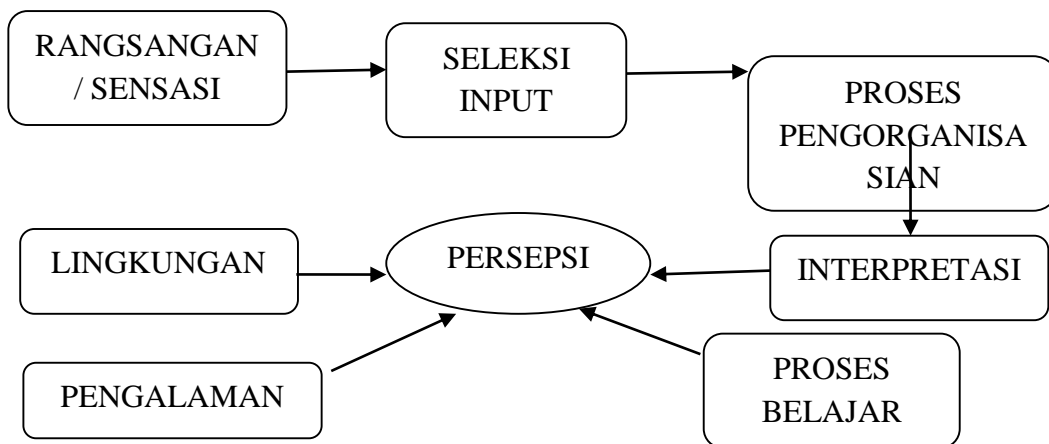 RANGSANGAN
/ SENSASI
SELEKSI
INPUT
PROSES
PENGORGANISA
SIAN
LINGKUNGAN
PERSEPSI
INTERPRETASI
PENGALAMAN
PROSES
BELAJAR